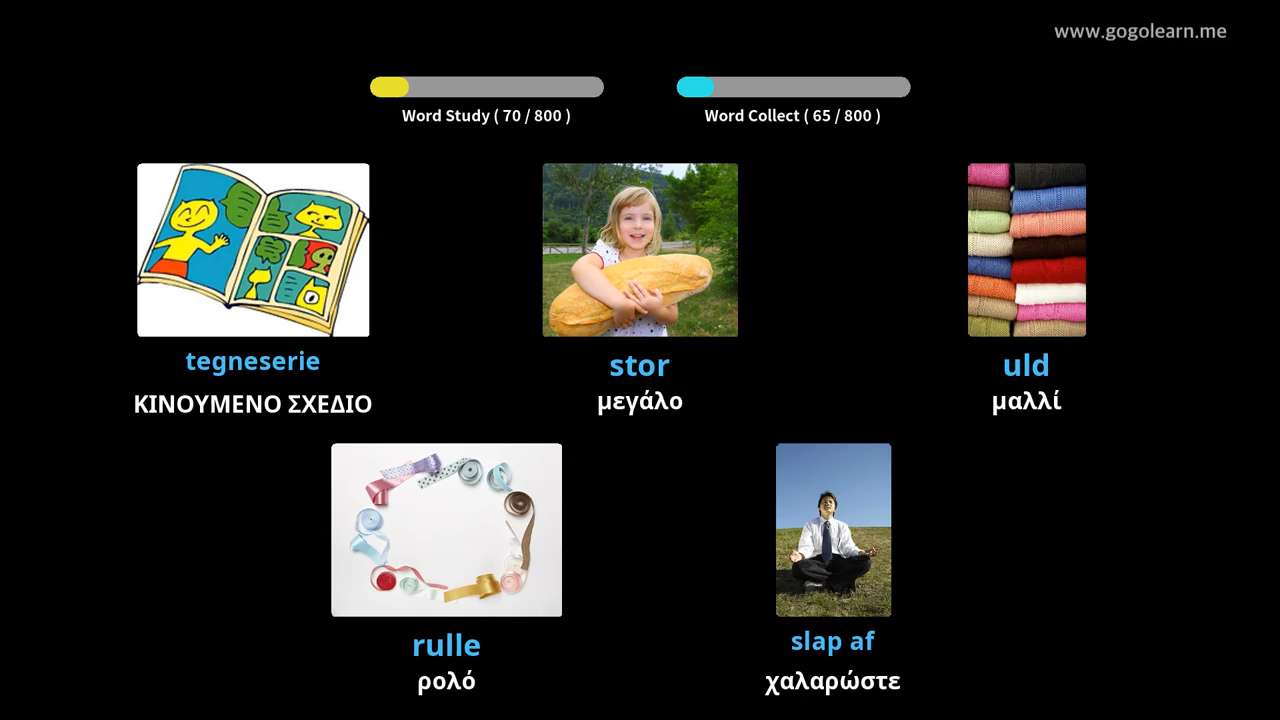 www.gogolearn.me
Word Study ( 70 / 800 )
Word Collect ( 65 / 800 )
tegneserie
ΚΙΝΟΥΜΕΝΟ ΣΧΕΔΙΟ
stor
μεγάλο
uld
μαλλί
rulle
ρολό
slap af
χαλαρώστε